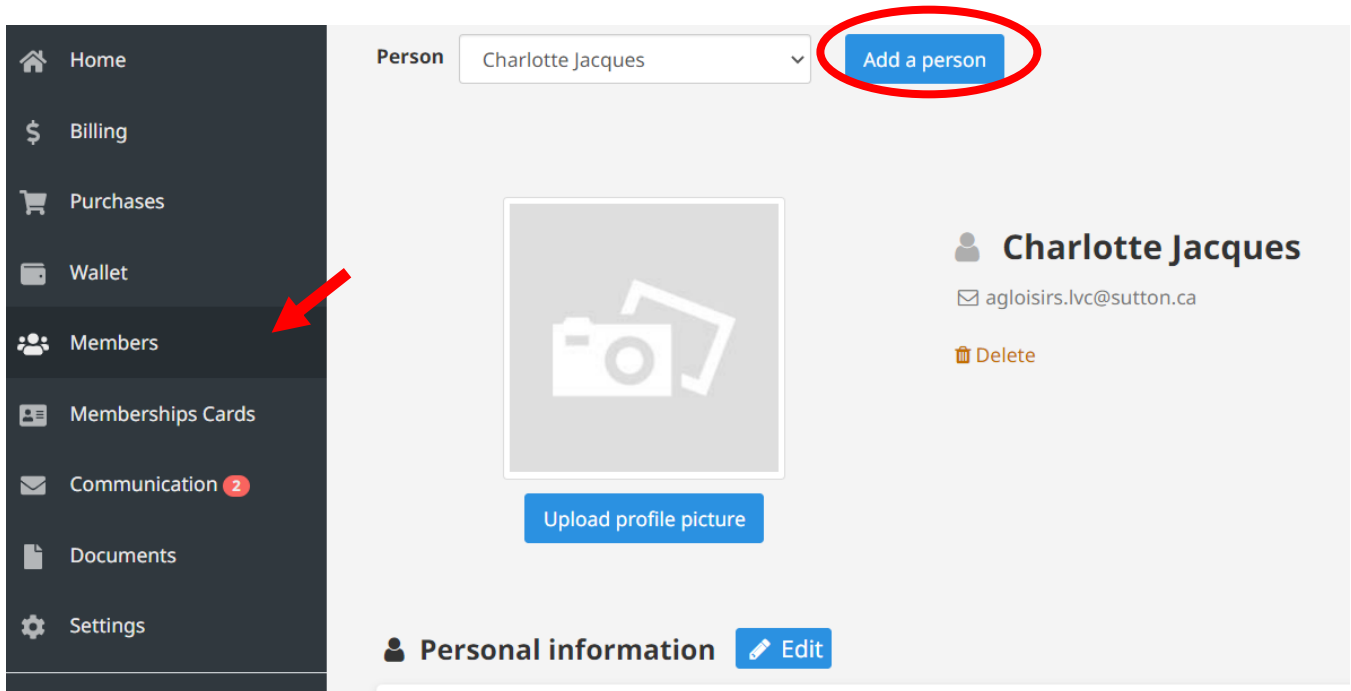 Home
Billing
Purchases
Wallet
Members
Memberships Cards
Communication 2
Documents
Settings
Person Charlotte Jacques Add a person
Charlotte Jacques
agloisirs.lvc@sutton.ca
Delete
Upload profile picture
Personal information Edit